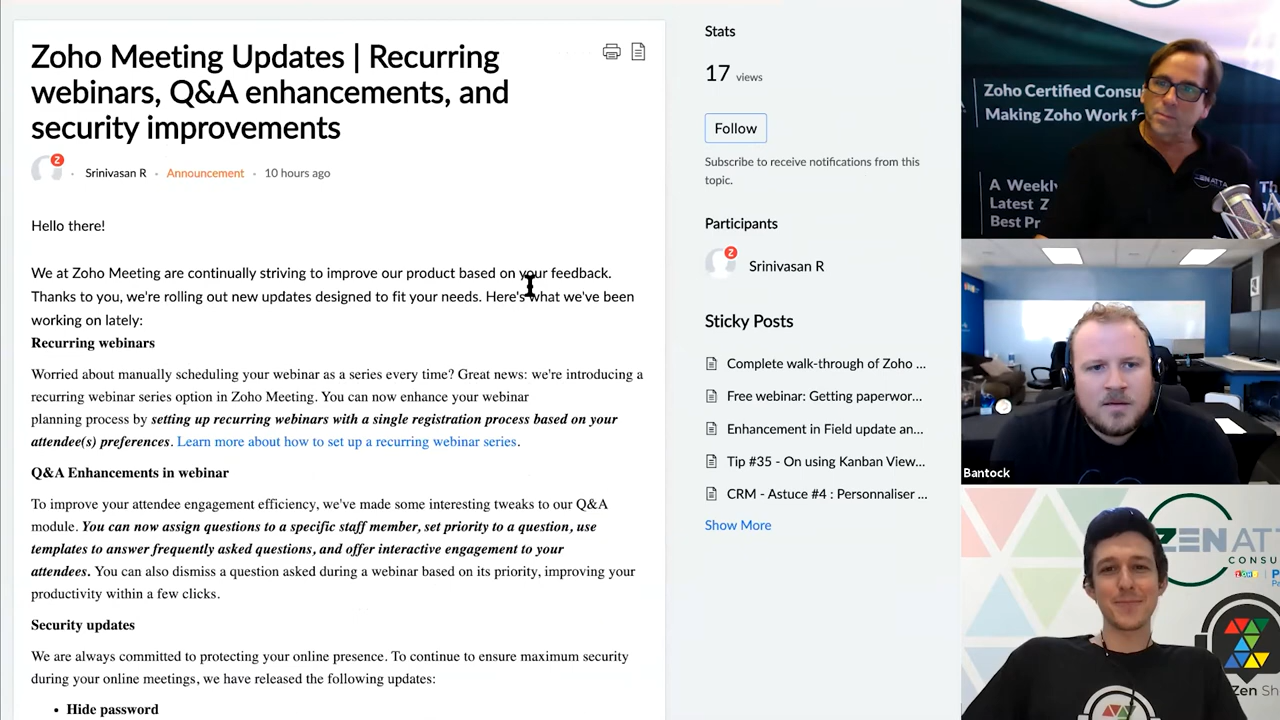 Zoho Meeting Updates | Recurring
webinars, Q&A enhancements, and
security improvements
Z
· Srinivasan R · Announcement · 10 hours ago
Hello there!
We at Zoho Meeting are continually striving to improve our product based on your feedback.
Thanks to you, we're rolling out new updates designed to fit your needs. Here's what we've been
working on lately:
Recurring webinars
Worried about manually scheduling your webinar as a series every time? Great news: we're introducing a
recurring webinar series option in Zoho Meeting. You can now enhance your webinar
planning process by setting up recurring webinars with a single registration process based on your
attendee(s) preferences. Learn more about how to set up a recurring webinar series.
Q&A Enhancements in webinar
To improve your attendee engagement efficiency, we've made some interesting tweaks to our Q&A
module. You can now assign questions to a specific staff member, set priority to a question, use
templates to answer frequently asked questions, and offer interactive engagement to your
attendees. You can also dismiss a question asked during a webinar based on its priority, improving your
productivity within a few clicks.
Security updates
We are always committed to protecting your online presence. To continue to ensure maximum security
during your online meetings, we have released the following updates:
• Hide password
Stats
17 views
Follow
Subscribe to receive notifications from this
topic.
Participants
Z
Srinivasan R
Sticky Posts
Complete walk-through of Zoho ...
Free webinar: Getting paperwor...
Enhancement in Field update an...
Tip #35 - On using Kanban View...
CRM - Astuce #4 : Personnaliser ...
Show More
Zoho Certified Consu
Making Zoho Work f
A Weekly
Latest Z
Best Pr
Th
ZENATTA
Bantock
ZENATT
CONSU
ZOHO
Zen Sh